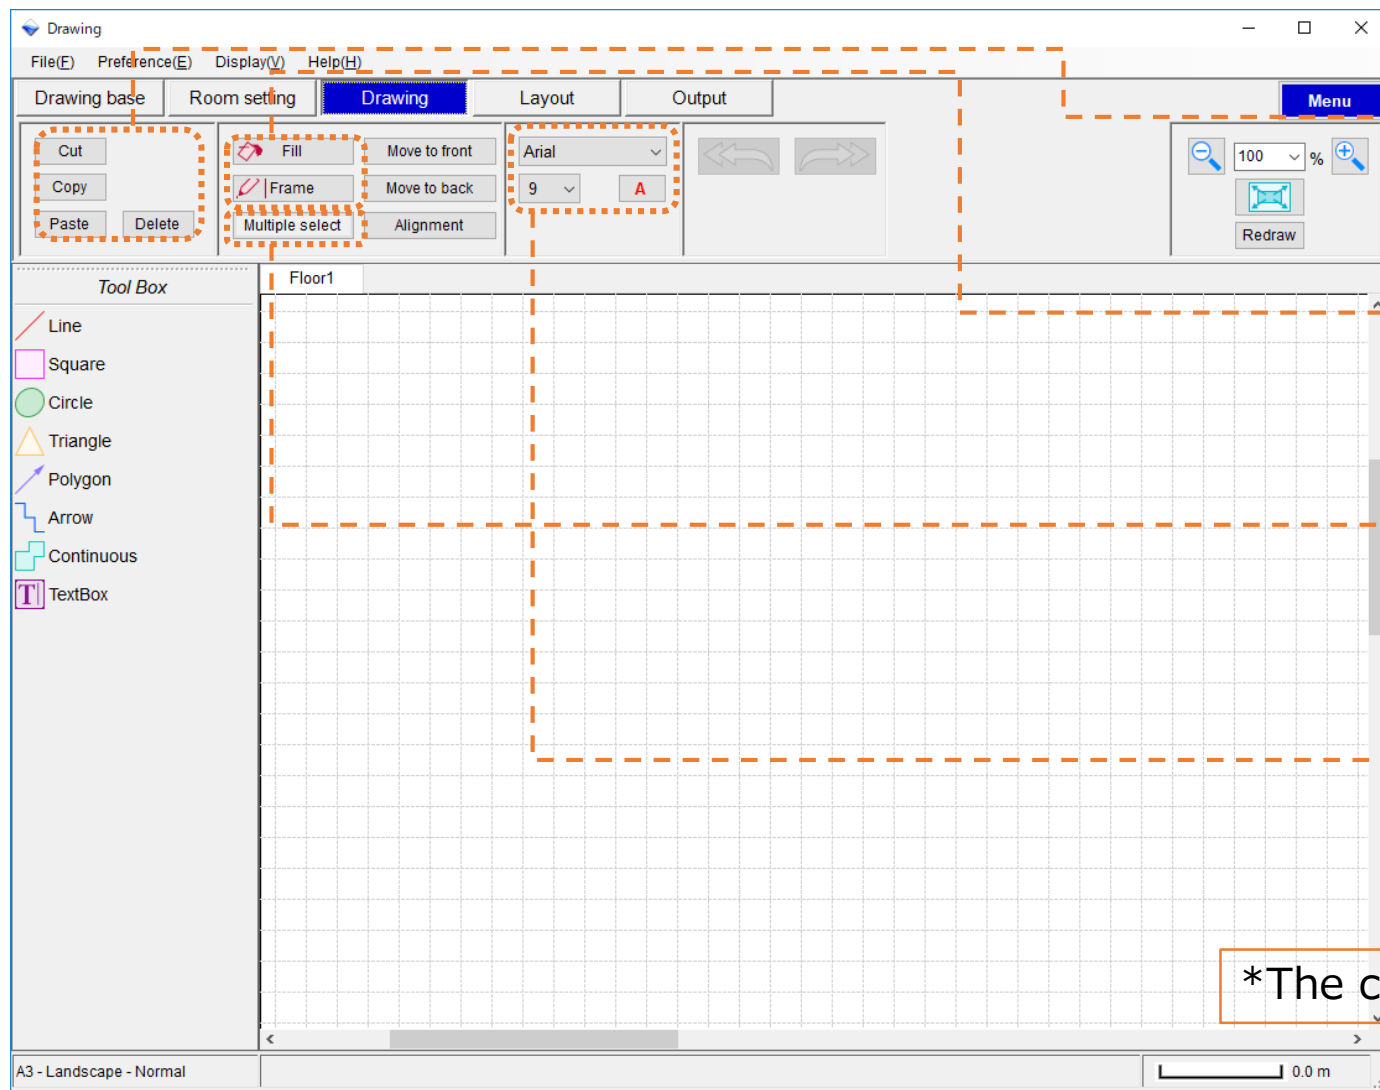 Drawing
File(F) Preference(E) Display(V) Help(H)
Drawing base Room setting Drawing Layout Output Menu
Cut Fill Move to front Arial 100 %
Copy Frame Move to back 9 A
Paste Delete Multiple select Alignment Redraw
Tool Box Floor1
Line
Square
Circle
Triangle
Polygon
Arrow
Continuous
T TextBox
*The c
A3 - Landscape - Normal 0.0 m